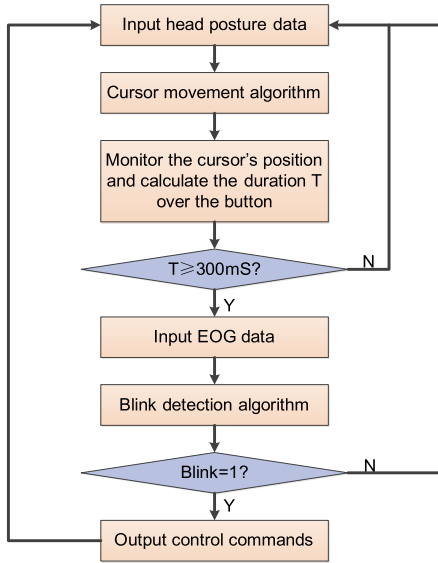 Input head posture data
Cursor movement algorithm
Monitor the cursor's position
and calculate the duration T
over the button
T≥300mS?
N
Y
Input EOG data
Blink detection algorithm
Blink=1?
N
Y
Output control commands